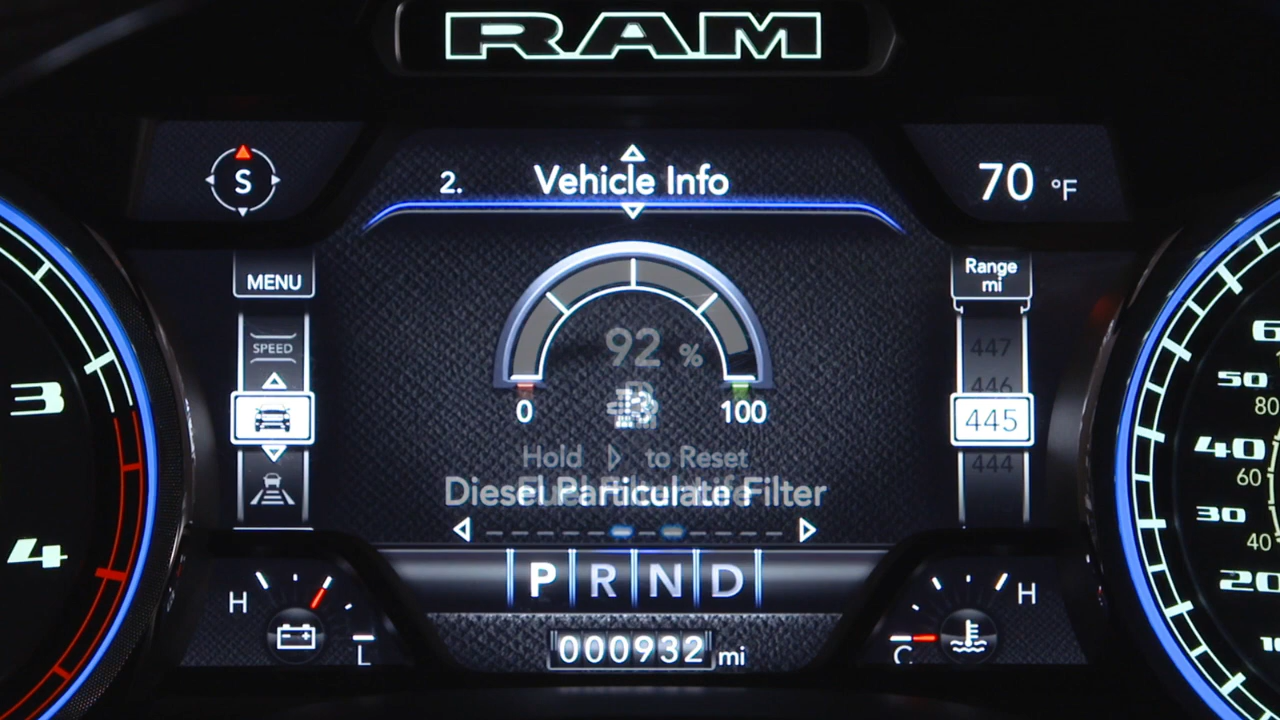 RAM
S
2. Vehicle Info
70 °F
MENU
SPEED
Range
mi
447
446
445
444
92 %
0
100
Hold to Reset
Diesel Particulate Filter
P R N D
000932 mi
H
L
C
H
3
4
50
80
40
60
30
40
20